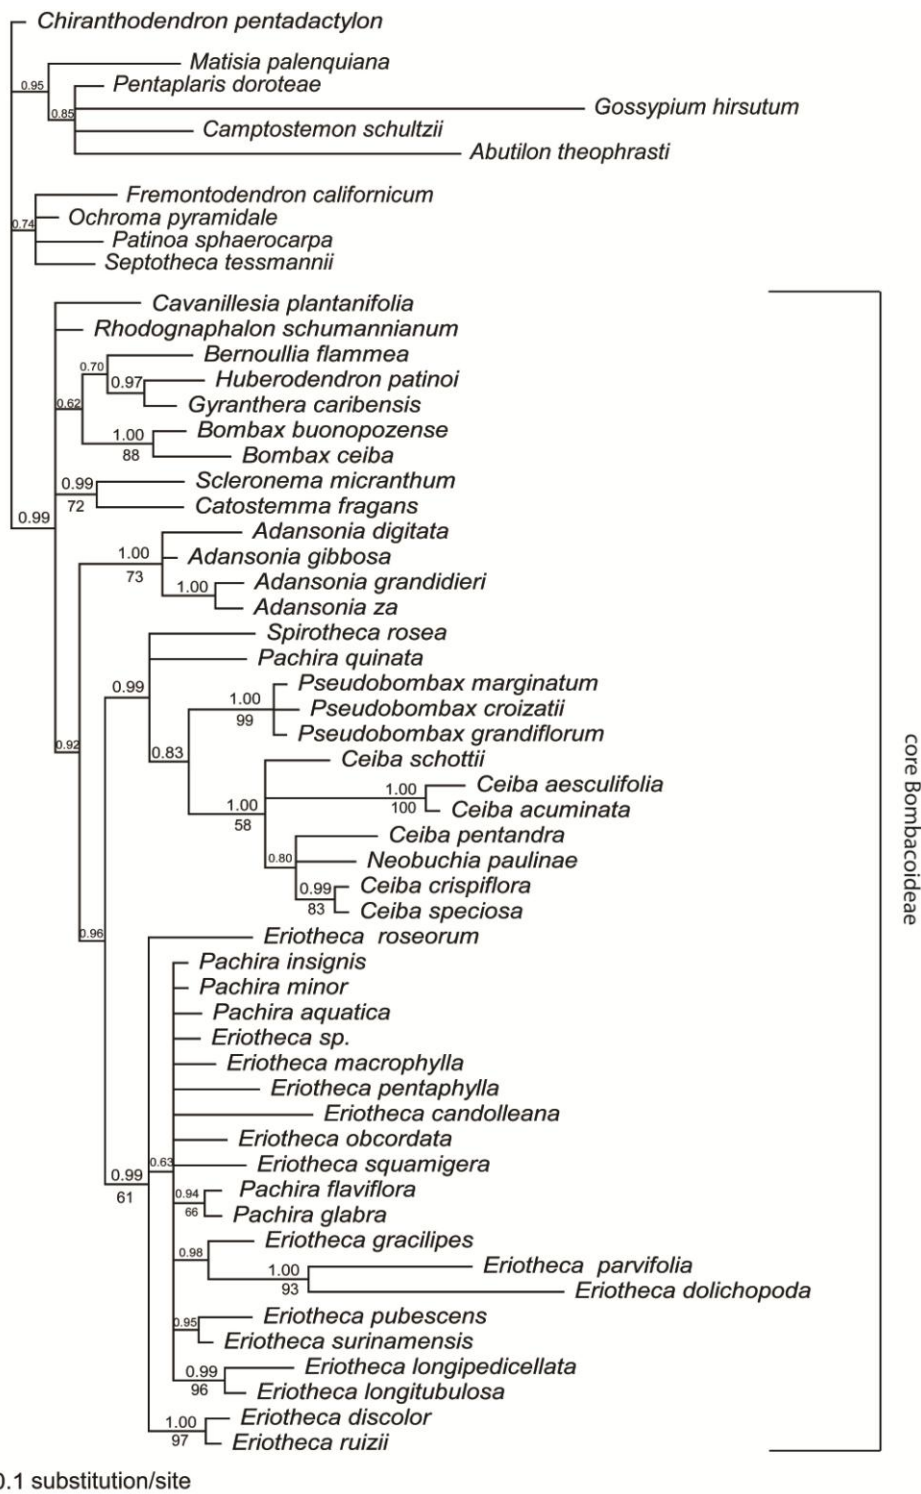 Chiranthodendron pentadactylon
Matisia palenquiana
0.95
Pentaplaris doroteae
Gossypium hirsutum
0.85
Camptostemon schultzii
Abutilon theophrasti
Fremontodendron californicum
Ochroma pyramidale
0.74
Patinoa sphaerocarpa
Septotheca tessmannii
Cavanillesia plantanifolia
Rhodognaphalon schumannianum
Bernoullia flammea
0.70
Huberodendron patinoi
0.97
Gyranthera caribensis
0.62
Bombax buonopozense
1.00
88
Bombax ceiba
Scleronema micranthum
0.99
72
Catostemma fragans
0.99
Adansonia digitata
1.00
73
Adansonia gibbosa
Adansonia grandidieri
1.00
Adansonia za
Spirotheca rosea
Pachira quinata
0.99
Pseudobombax marginatum
1.00
99
Pseudobombax croizatii
Pseudobombax grandiflorum
0.92
0.83
Ceiba schottii
Ceiba aesculifolia
1.00
100
Ceiba acuminata
1.00
58
Ceiba pentandra
0.80
Neobuchia paulinae
Ceiba crispiflora
0.99
83
Ceiba speciosa
core Bombacoideae
0.96
Eriotheca roseorum
Pachira insignis
Pachira minor
Pachira aquatica
Eriotheca sp.
Eriotheca macrophylla
Eriotheca pentaphylla
Eriotheca candolleana
Eriotheca obcordata
0.63
Eriotheca squamigera
0.99
61
Pachira flaviflora
0.94
66
Pachira glabra
Eriotheca gracilipes
0.98
Eriotheca parvifolia
1.00
93
Eriotheca dolichopoda
Eriotheca pubescens
0.95
Eriotheca surinamensis
Eriotheca longipedicellata
0.99
96
Eriotheca longitubulosa
Eriotheca discolor
1.00
97
Eriotheca ruizii
0.1 substitution/site